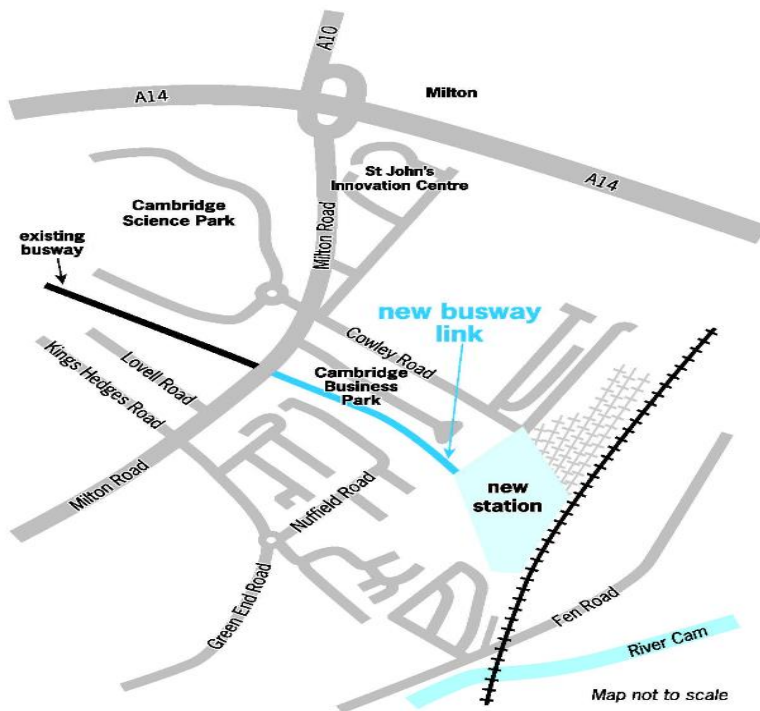 A10
A14
Milton
A14
St John's
Innovation Centre
Cambridge
Science Park
Milton Road
existing
busway
new busway
link
Cowley Road
Lovell Road
Kings Hedges Road
Cambridge
Business
Park
Milton Road
Nuffield Road
new
station
Green End Road
Fen Road
River Cam
Map not to scale